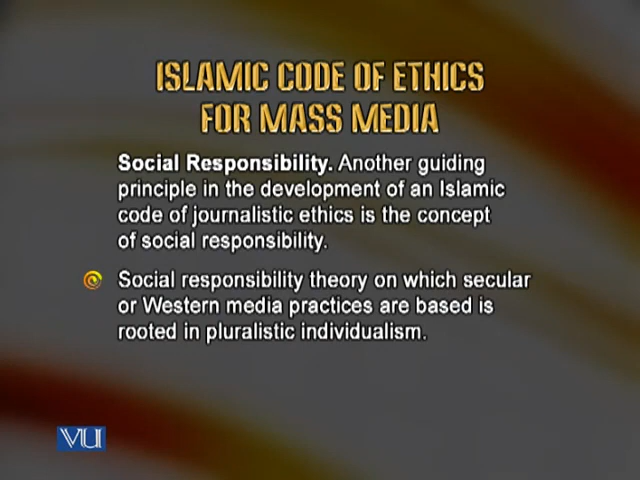 ISLAMIC CODE OF ETHICS
FOR MASS MEDIA
Social Responsibility. Another guiding
principle in the development of an Islamic
code of journalistic ethics is the concept
of social responsibility.
Social responsibility theory on which secular
or Western media practices are based is
rooted in pluralistic individualism.
VU